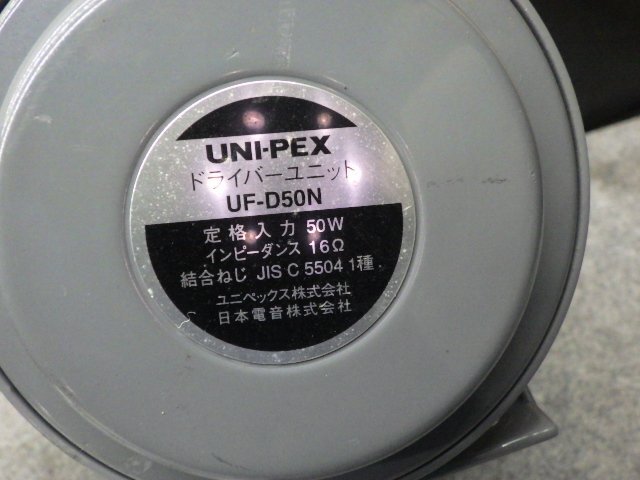 UNI-PEX
ドライバーユニット
UF-D50N
定格入力 50W
インピーダンス 16Ω
結合ねじ JIS C 5504 1種
ユニペックス株式会社
日本電音株式会社